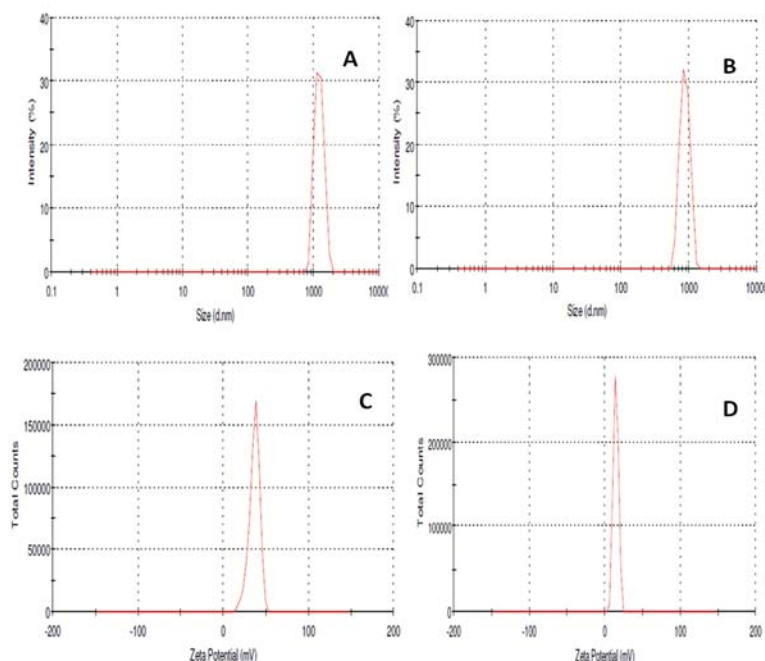 40
30
20
10
0
Intensity (%)
0.1 1 10 100 1000 1000
Size (d.nm)
A
40
30
20
10
0
Intensity (%)
0.1 1 10 100 1000 10000
Size (d.nm)
B
200000
150000
100000
50000
0
Total Counts
-200 -100 0 100 200
Zeta Potential (mV)
C
300000
200000
100000
0
Total Counts
-200 -100 0 100 200
Zeta Potential (mV)
D